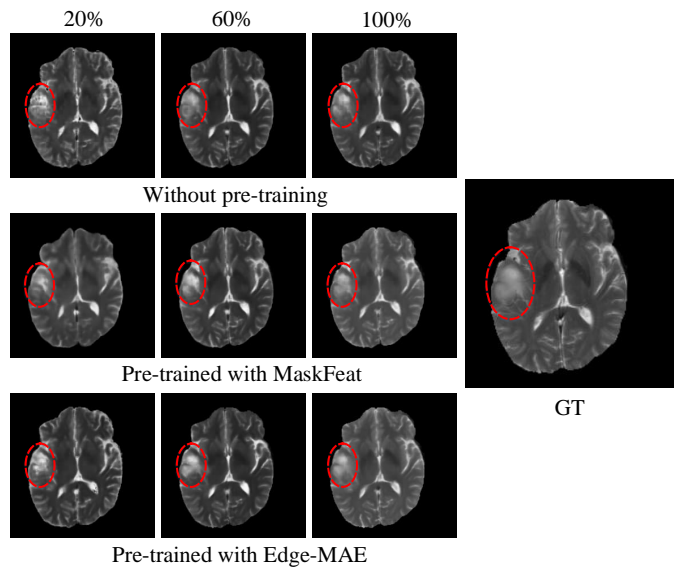 20% 60% 100%
Without pre-training
Pre-trained with MaskFeat
GT
Pre-trained with Edge-MAE